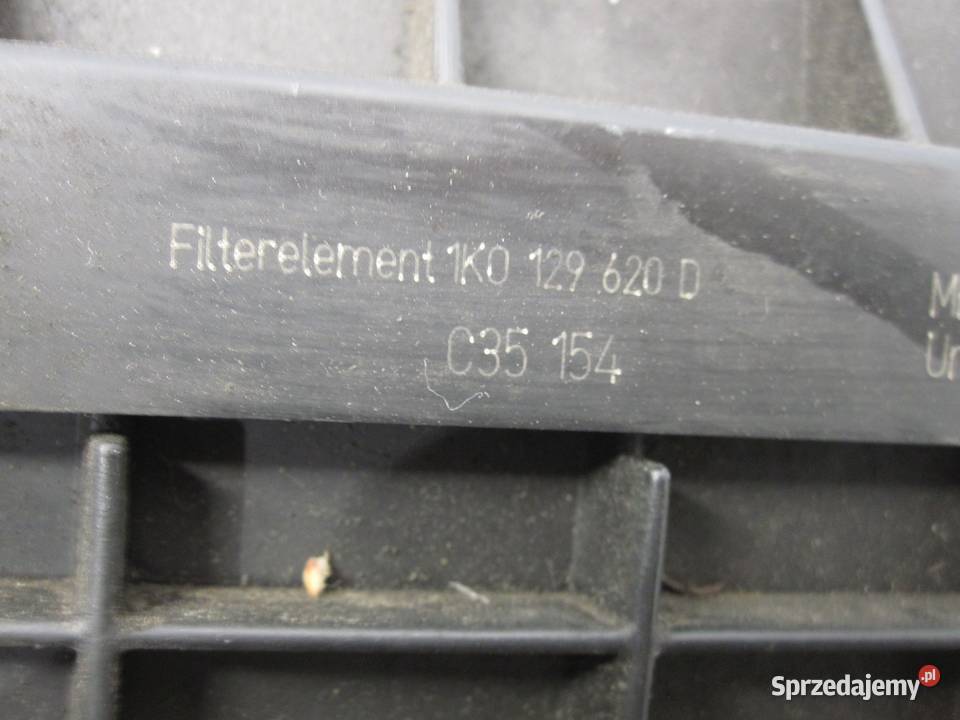 Filterelement 1K0 129 620 D
C35 154
Sprzedajemy.pl